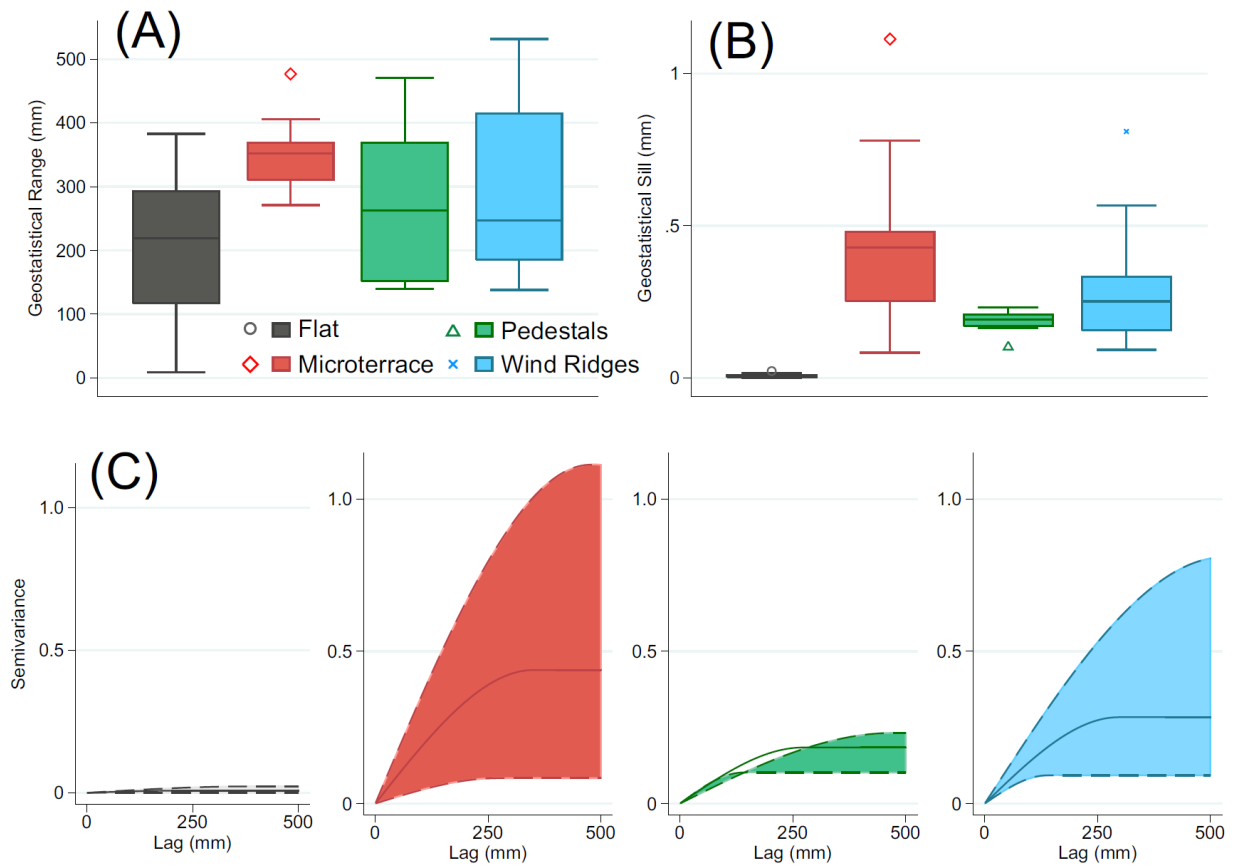 (A)
Geostatistical Range (mm)
500
400
300
200
100
0
Flat
Pedestals
Microterrace
Wind Ridges
(B)
Geostatistical Sill (mm)
1
.5
0
(C)
Semivariance
1.0
0.5
0
0
250
500
Lag (mm)
1.0
0.5
0
0
250
500
Lag (mm)
1.0
0.5
0
0
250
500
Lag (mm)
1.0
0.5
0
0
250
500
Lag (mm)